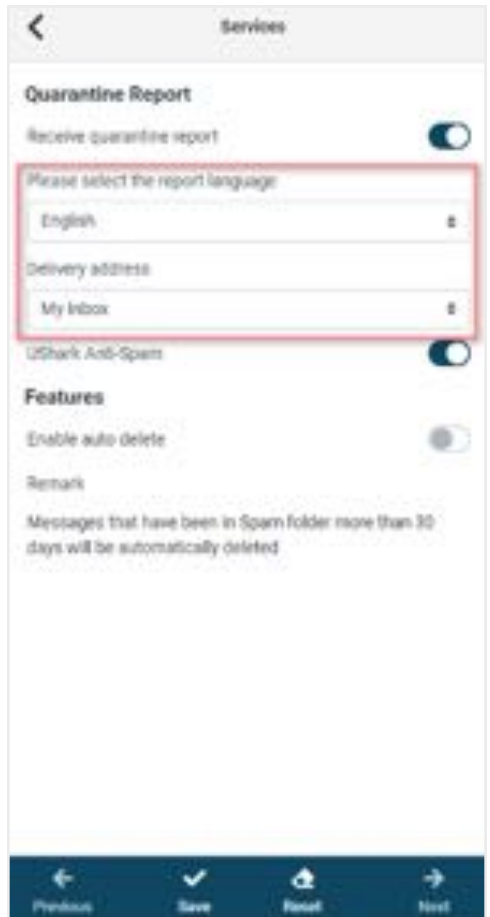 Services
Quarantine Report
Receive quarantine report
Please select the report language
English
Delivery address
My Inbox
UShark Anti-Spam
Features
Enable auto delete
Remark
Messages that have been in Spam folder more than 30
days will be automatically deleted
Previous
Save
Reset
Next